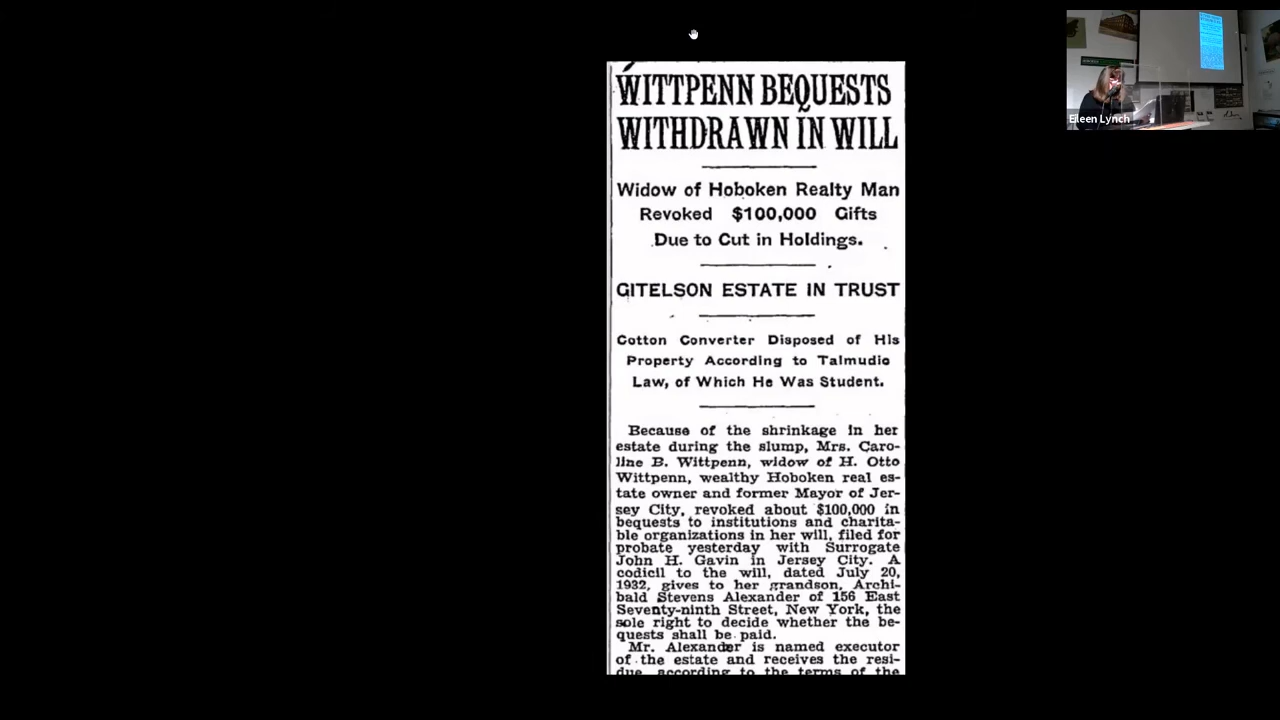 WITTPENN BEQUESTS
WITHDRAWN IN WILL
Widow of Hoboken Realty Man
Revoked $100,000 Gifts
Due to Cut in Holdings.
GITELSON ESTATE IN TRUST
Cotton Converter Disposed of His
Property According to Talmudic
Law, of Which He Was Student.
Because of the shrinkage in her
estate during the slump, Mrs. Caro-
line B. Wittpenn, widow of H. Otto
Wittpenn, wealthy Hoboken real es-
tate owner and former Mayor of Jer-
sey City, revoked about $100,000 in
bequests to institutions and charita-
ble organizations in her will, filed for
probate yesterday with Surrogate
John H. Gavin in Jersey City. A
codicil to the will, dated July 20,
1932, gives to her grandson, Archi-
bald Stevens Alexander of 156 East
Seventy-ninth Street, New York, the
sole right to decide whether the be-
quests shall be paid.
Mr. Alexander is named executor
of the estate and receives the resi-
due, according to the terms of the
Eileen Lynch